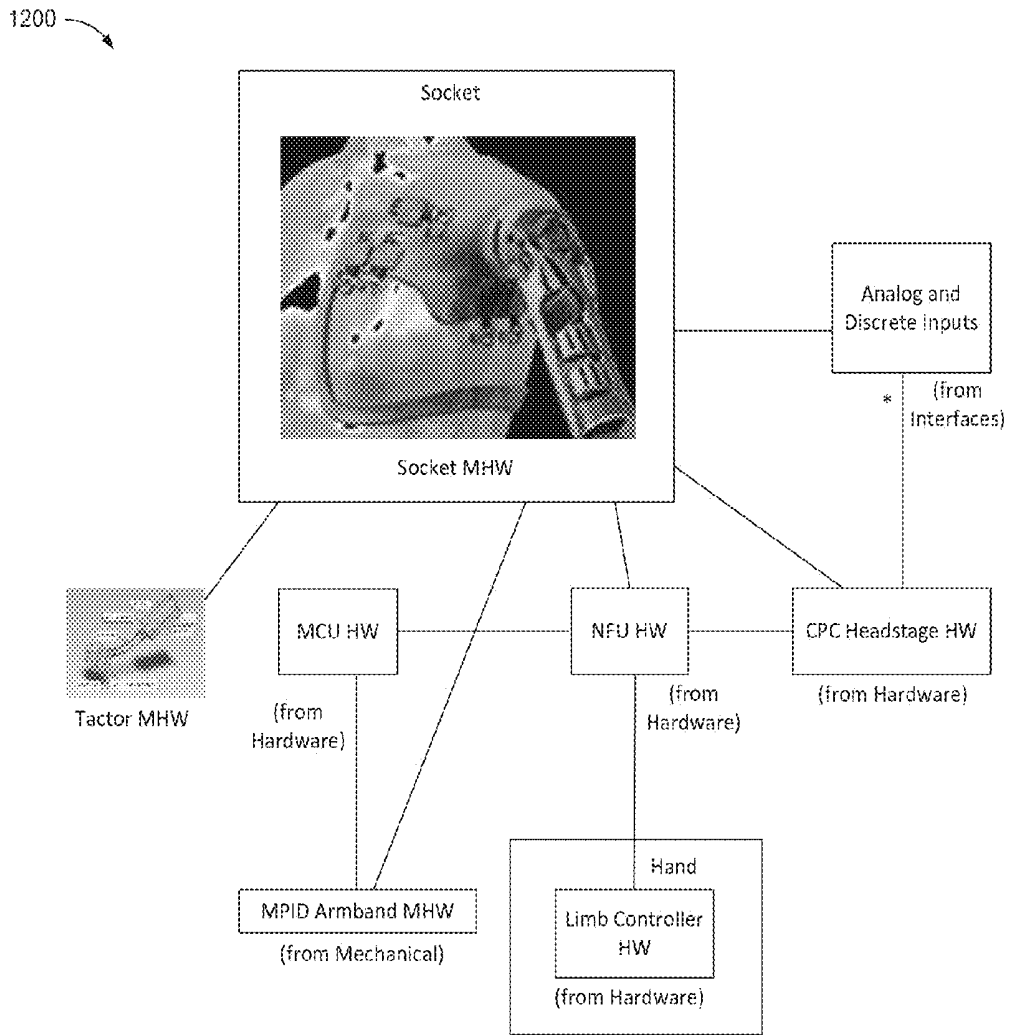 1200
Socket
Socket MHW
Analog and
Discrete Inputs
*
(from
Interfaces)
Tactor MHW
MCU HW
(from
Hardware)
NFU HW
(from
Hardware)
CPC Headstage HW
(from Hardware)
MPID Armband MHW
(from Mechanical)
Hand
Limb Controller
HW
(from Hardware)